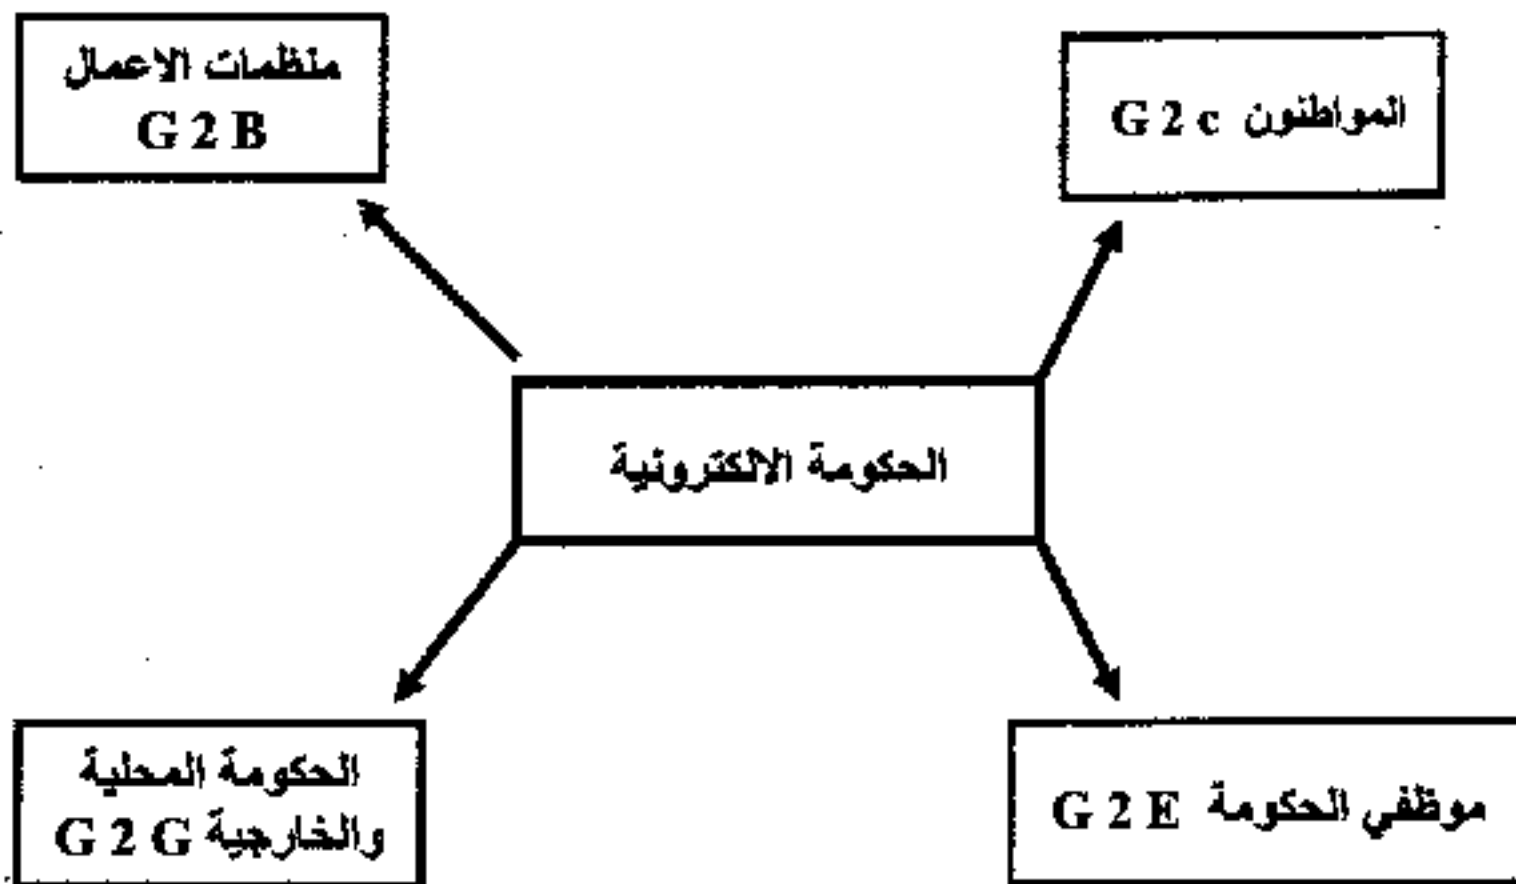 منظمات الاعمال
G 2 B
المواطنون G 2 c
الحكومة الالكترونية
الحكومة المحلية
والخارجية G 2 G
موظفي الحكومة G 2 E